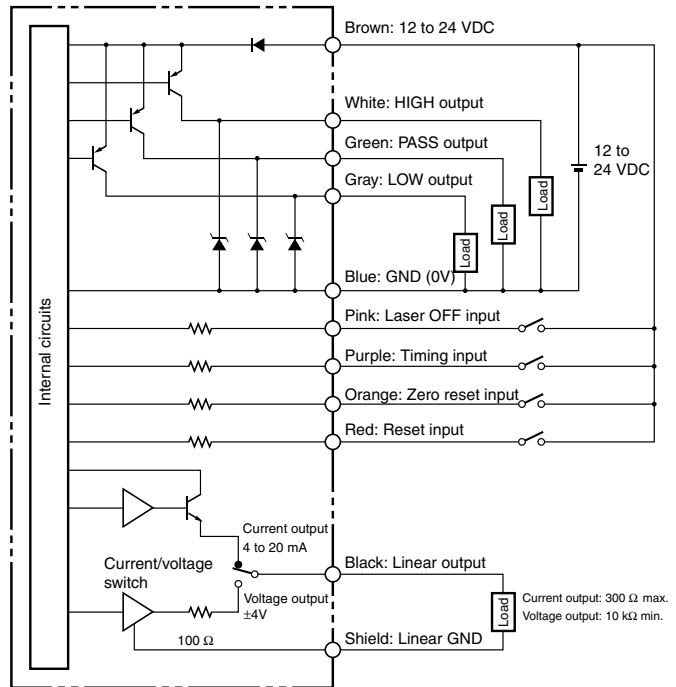 Brown: 12 to 24 VDC
White: HIGH output
Green: PASS output
Gray: LOW output
12 to
24 VDC
Load
Load
Load
Blue: GND (0V)
Internal circuits
Pink: Laser OFF input
Purple: Timing input
Orange: Zero reset input
Red: Reset input
Current output
4 to 20 mA
Current/voltage
switch
Black: Linear output
Voltage output
±4V
Load
Current output: 300 Ω max.
Voltage output: 10 kΩ min.
100 Ω
Shield: Linear GND